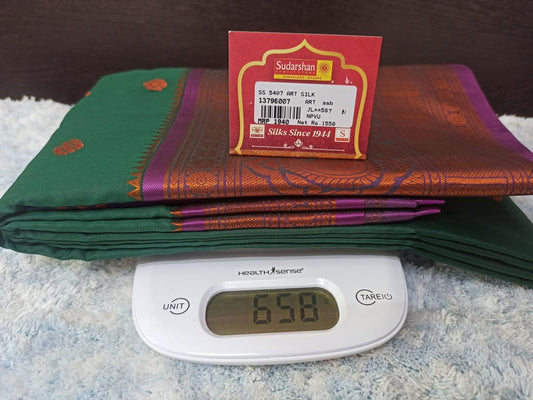 Sudarshan
SS 5407 ART SILK
13796007 ART ssb
JL**587 N
NPVU
MRP 1940 Net Rs.1550
Silks Since 1944
S
HEALTH SENSE®
UNIT
658
TARE